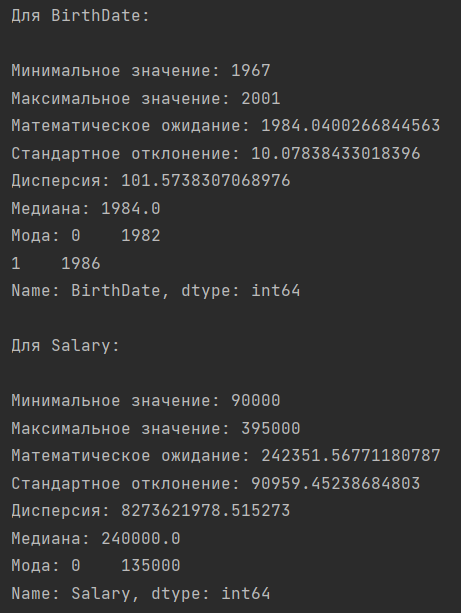 Для BirthDate:
Минимальное значение: 1967
Максимальное значение: 2001
Математическое ожидание: 1984.0400266844563
Стандартное отклонение: 10.07838433018396
Дисперсия: 101.5738307068976
Медиана: 1984.0
Мода: 0    1982
1    1986
Name: BirthDate, dtype: int64
Для Salary:
Минимальное значение: 90000
Максимальное значение: 395000
Математическое ожидание: 242351.56771180787
Стандартное отклонение: 90959.45238684803
Дисперсия: 8273621978.515273
Медиана: 240000.0
Мода: 0    135000
Name: Salary, dtype: int64